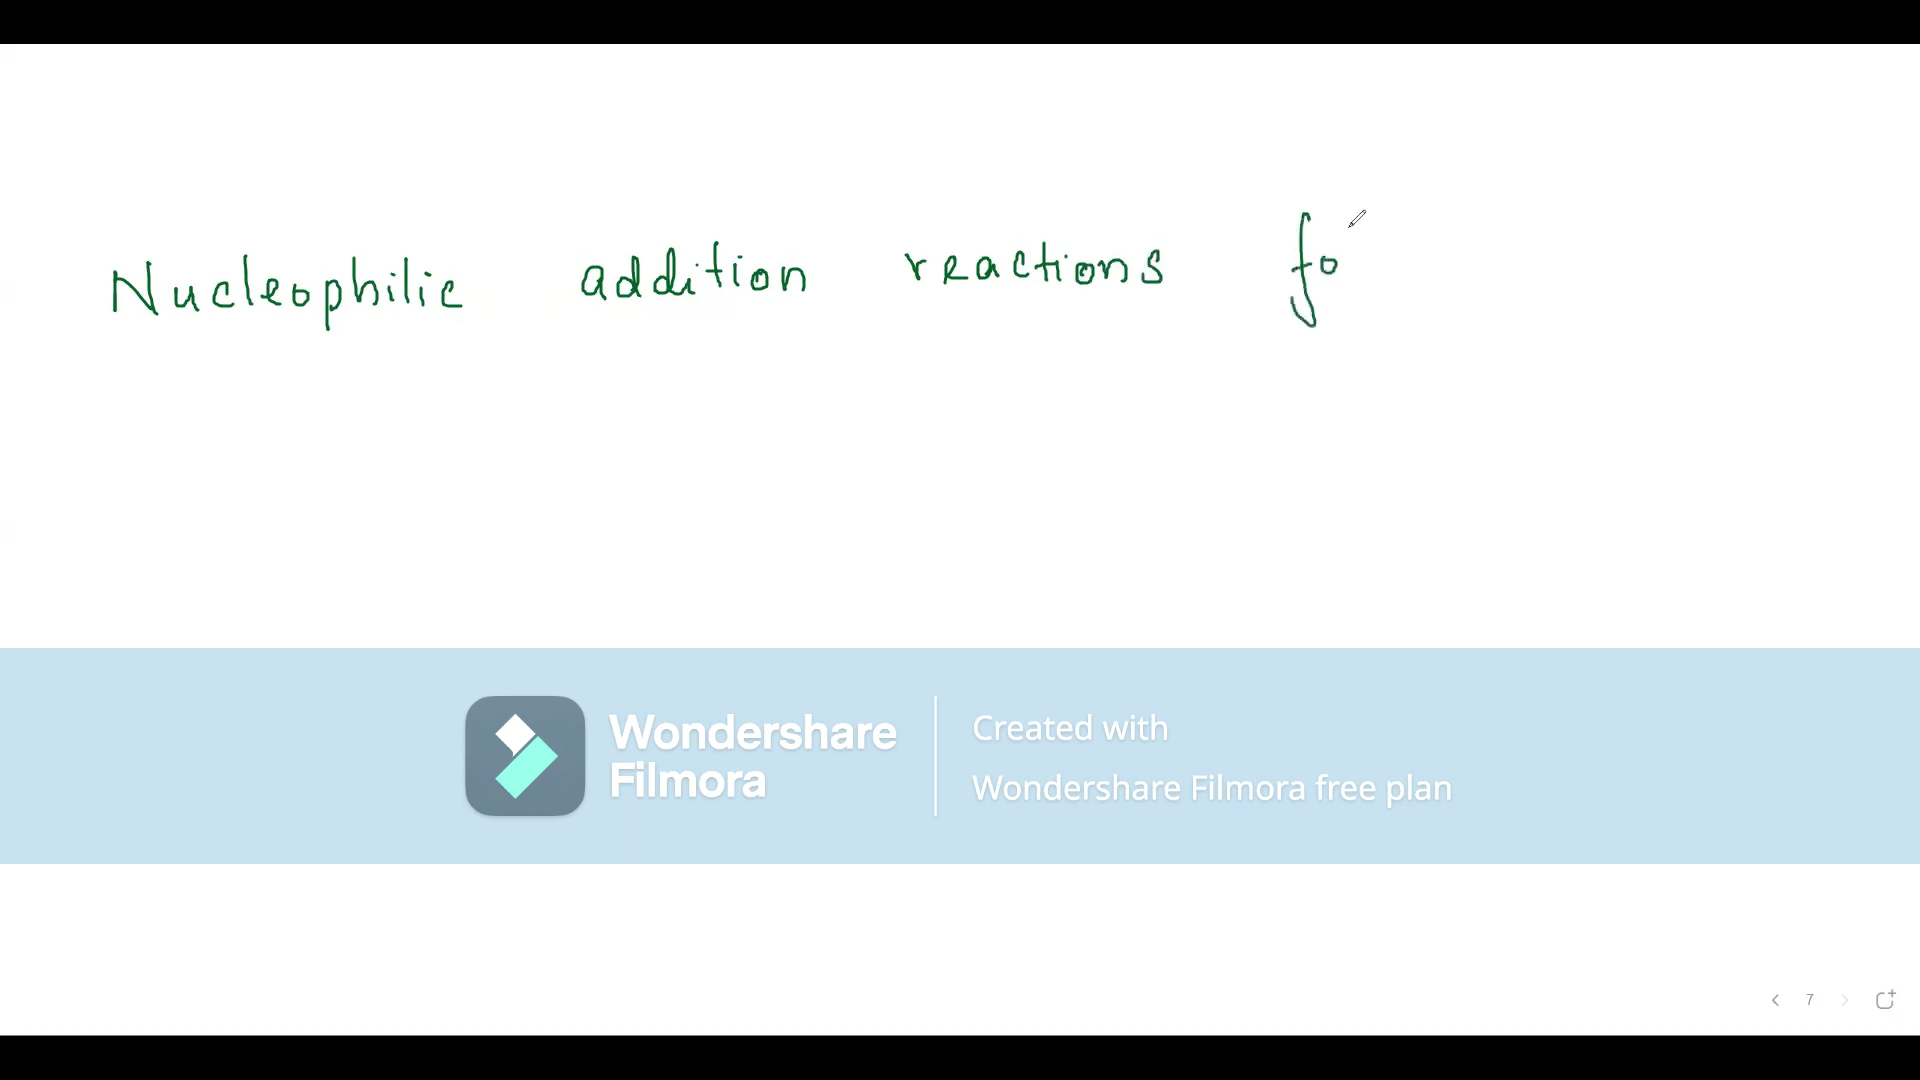 Nucleophilic addition reactions fo
Wondershare
Filmora
Created with
Wondershare Filmora free plan
7